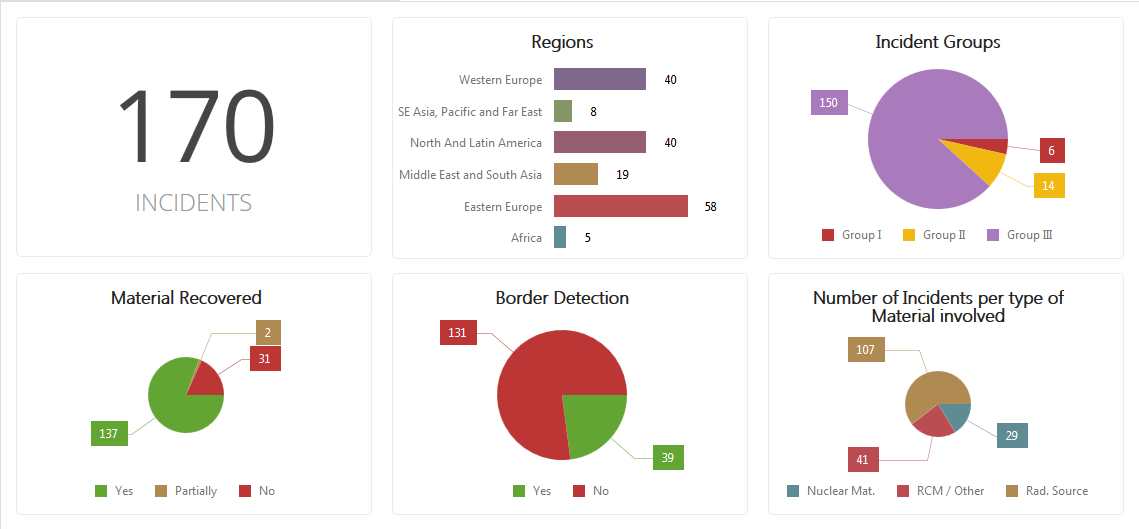 170
INCIDENTS
Regions
Western Europe 40
SE Asia, Pacific and Far East 8
North And Latin America 40
Middle East and South Asia 19
Eastern Europe 58
Africa 5
Incident Groups
150
6
14
Group I Group II Group III
Material Recovered
2
31
137
Yes Partially No
Border Detection
131
39
Yes No
Number of Incidents per type of
Material involved
107
29
41
Nuclear Mat. RCM / Other Rad. Source